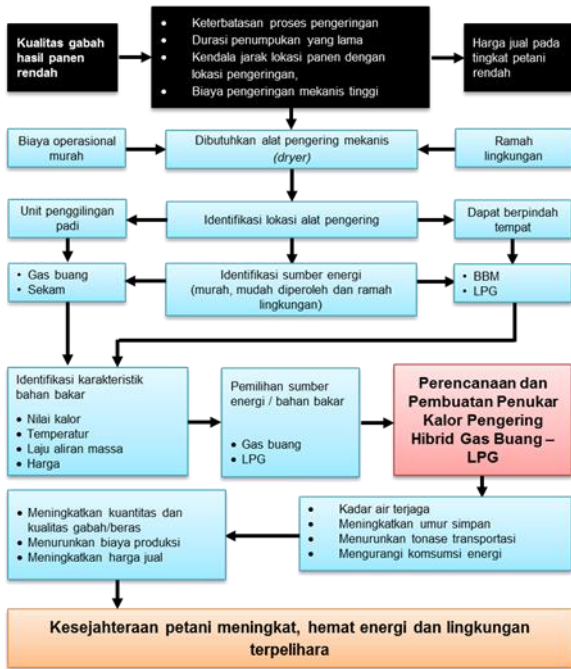 Kualitas gabah
hasil panen
rendah
• Keterbatasan proses pengeringan
• Durasi penumpukan yang lama
• Kendala jarak lokasi panen dengan
lokasi pengeringan,
• Biaya pengeringan mekanis tinggi
Harga jual pada
tingkat petani
rendah
Biaya operasional
murah
Dibutuhkan alat pengering mekanis
(dryer)
Ramah
lingkungan
Unit penggilingan
padi
Identifikasi lokasi alat pengering
Dapat berpindah
tempat
• Gas buang
• Sekam
Identifikasi sumber energi
(murah, mudah diperoleh dan ramah
lingkungan)
• BBM
• LPG
Identifikasi karakteristik
bahan bakar
• Nilai kalor
• Temperatur
• Laju aliran massa
• Harga
Pemilihan sumber
energi / bahan bakar
• Gas buang
• LPG
Perencanaan dan
Pembuatan Penukar
Kalor Pengering
Hibrid Gas Buang –
LPG
• Meningkatkan kuantitas dan
kualitas gabah/beras
• Menurunkan biaya produksi
• Meningkatkan harga jual
• Kadar air terjaga
• Meningkatkan umur simpan
• Menurunkan tonase transportasi
• Mengurangi komsumsi energi
Kesejahteraan petani meningkat, hemat energi dan lingkungan
terpelihara